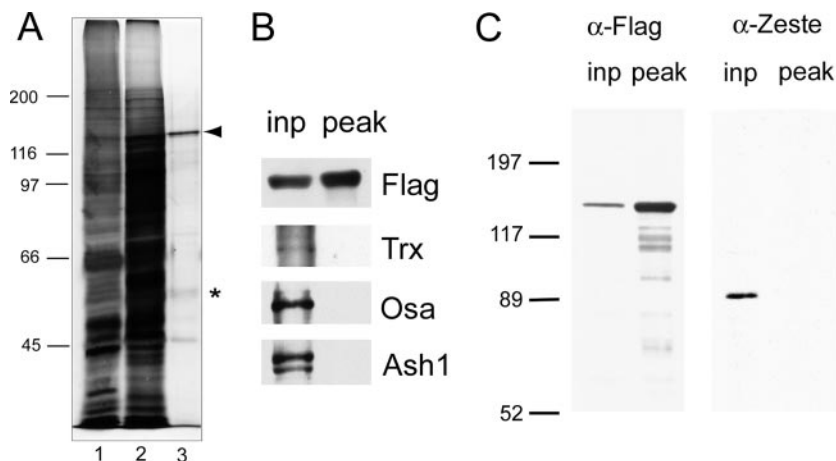 A
200
116
97
66
45
*
1 2 3
B
inp peak
Flag
Trx
Osa
Ash1
C
α-Flag α-Zeste
inp peak inp peak
197
117
89
52